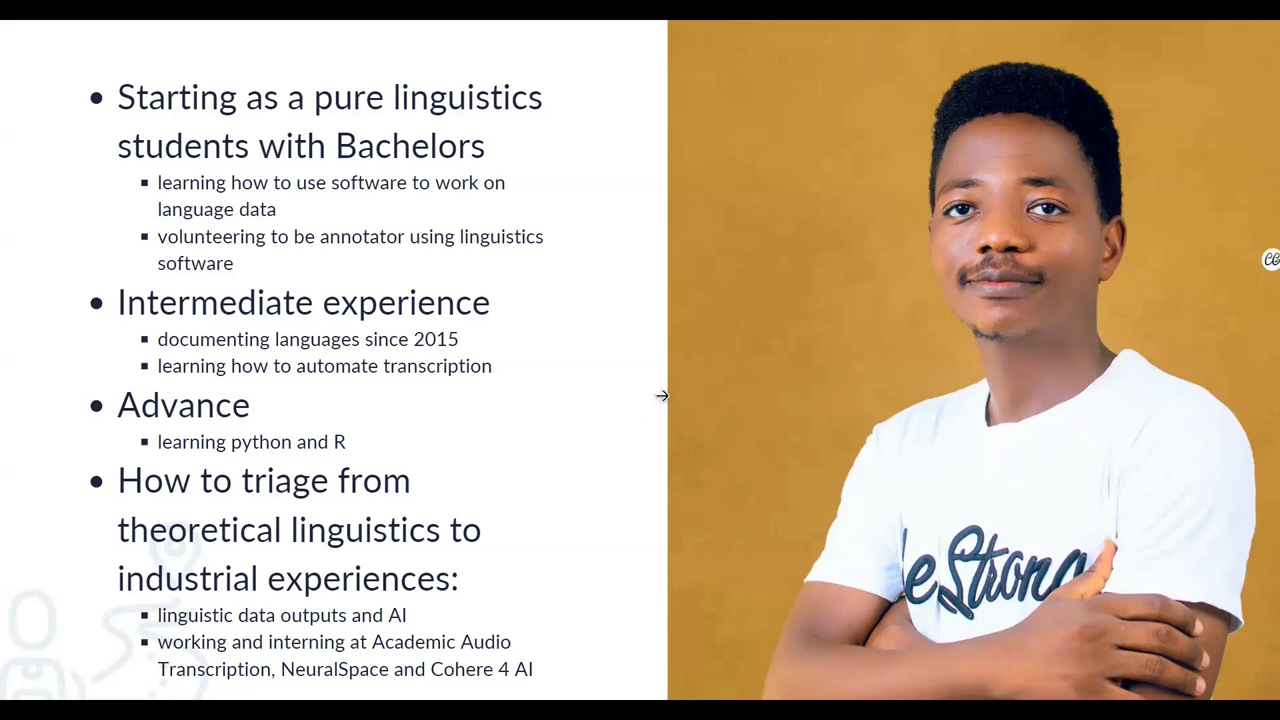 Starting as a pure linguistics
students with Bachelors
learning how to use software to work on
language data
volunteering to be annotator using linguistics
software
Intermediate experience
documenting languages since 2015
learning how to automate transcription
Advance
learning python and R
How to triage from
theoretical linguistics to
industrial experiences:
linguistic data outputs and AI
working and interning at Academic Audio
Transcription, NeuralSpace and Cohere 4 AI
eStrong